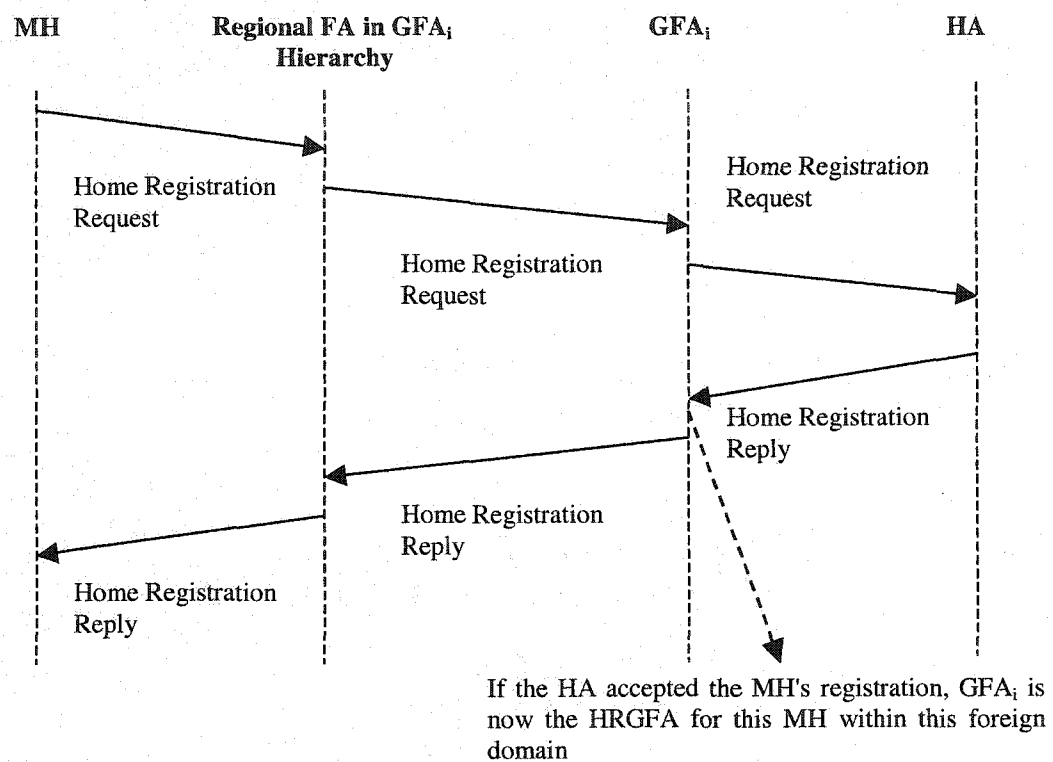 MH
Regional FA in GFAi
Hierarchy
GFAi
HA
Home Registration
Request
Home Registration
Request
Home Registration
Request
Home Registration
Reply
Home Registration
Reply
Home Registration
Reply
If the HA accepted the MH's registration, GFAi is
now the HRGFA for this MH within this foreign
domain